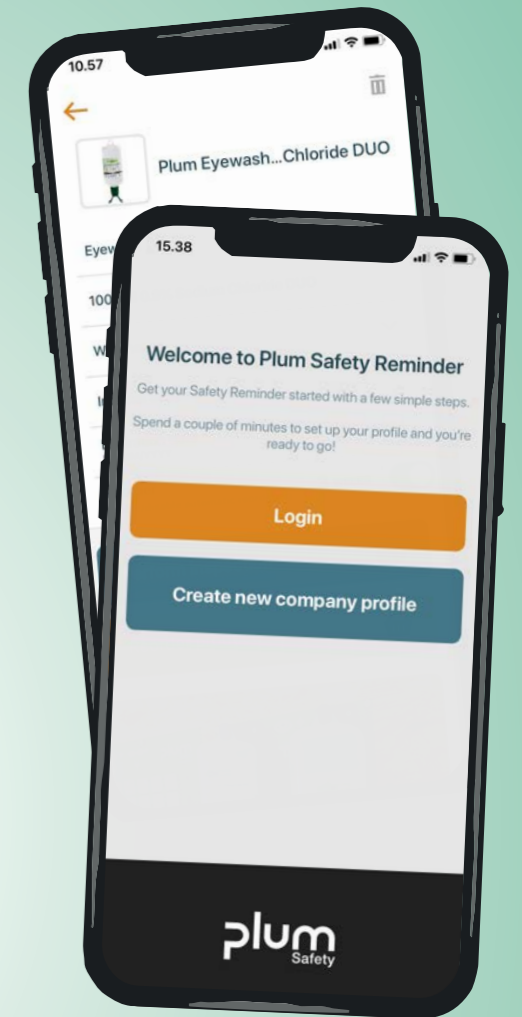 10.57
Plum Eyewash...Chloride DUO
100
15.38
Welcome to Plum Safety Reminder
Get your Safety Reminder started with a few simple steps.
Spend a couple of minutes to set up your profile and you're
ready to go!
Login
Create new company profile
plum
Safety